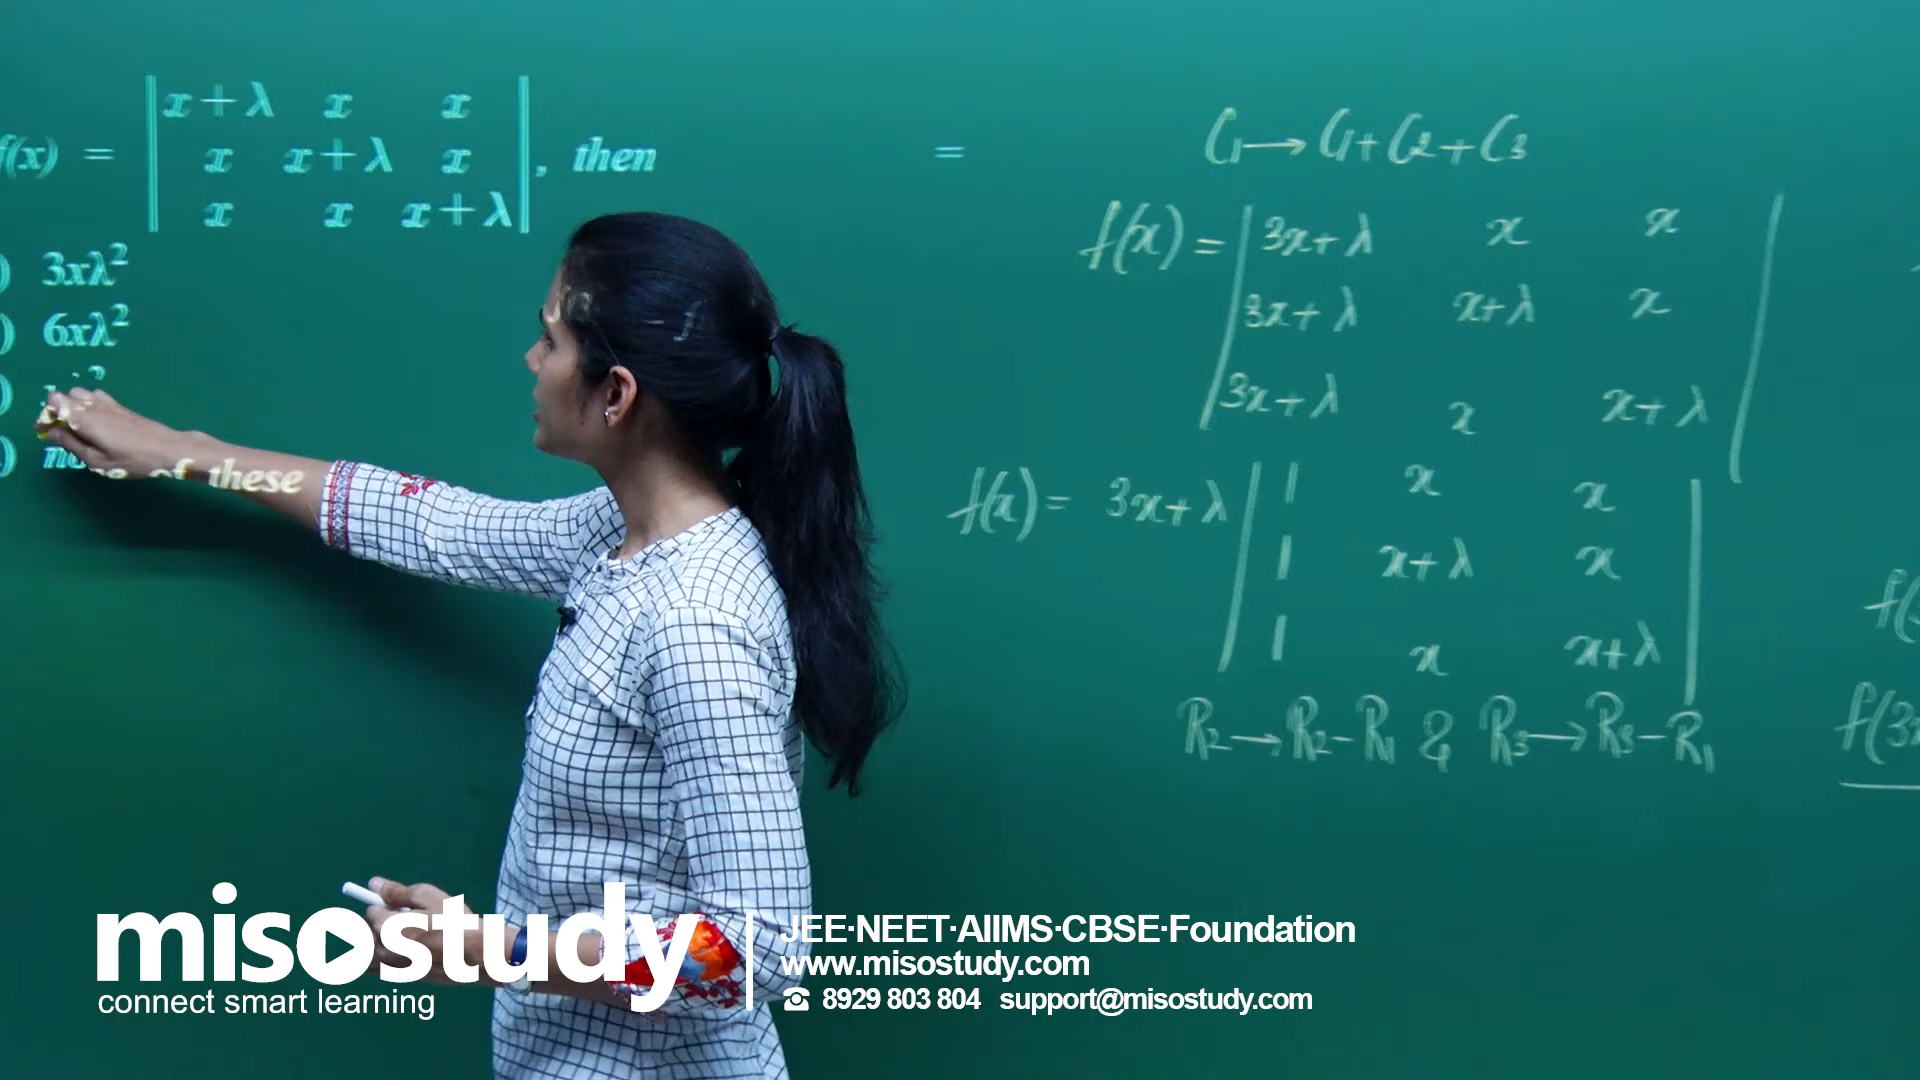 f(x) = | x+λ x x |
| x x+λ x | , then =
| x x x+λ |
) 3xλ²
) 6xλ²
)
) of these
C₁→C₁+C₂+C₃
f(x) = | 3x+λ x x |
| 3x+λ x+λ x |
| 3x+λ x x+λ |
f(x) = 3x+λ | 1 x x |
| 1 x+λ x |
| 1 x x+λ |
R₂→R₂-R₁ & R₃→R₃-R₁
f(
f(3x
misostudy
connect smart learning
JEE·NEET·AIIMS·CBSE·Foundation
www.misostudy.com
☎ 8929 803 804 support@misostudy.com